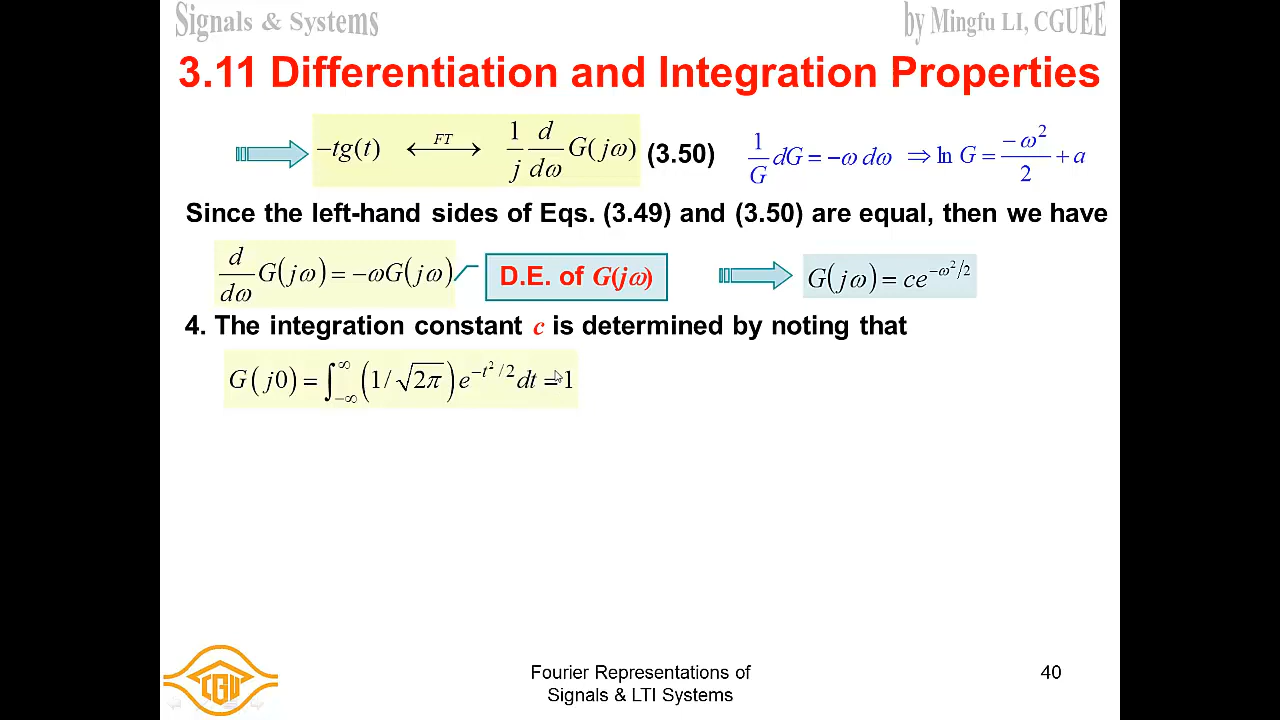 Signals & Systems by Mingfu LI, CGUEE
3.11 Differentiation and Integration Properties
−tg(t) ←FT→ 1/j d/dω G(jω) (3.50) 1/G dG = −ω dω ⇒ ln G = −ω²/2 + a
Since the left-hand sides of Eqs. (3.49) and (3.50) are equal, then we have
d/dω G(jω) = −ωG(jω) D.E. of G(jω) G(jω) = ce^{−ω²/2}
4. The integration constant c is determined by noting that
G(j0) = ∫_{−∞}^{∞} (1/√2π) e^{−t²/2} dt = 1
CGU
Fourier Representations of
Signals & LTI Systems
40